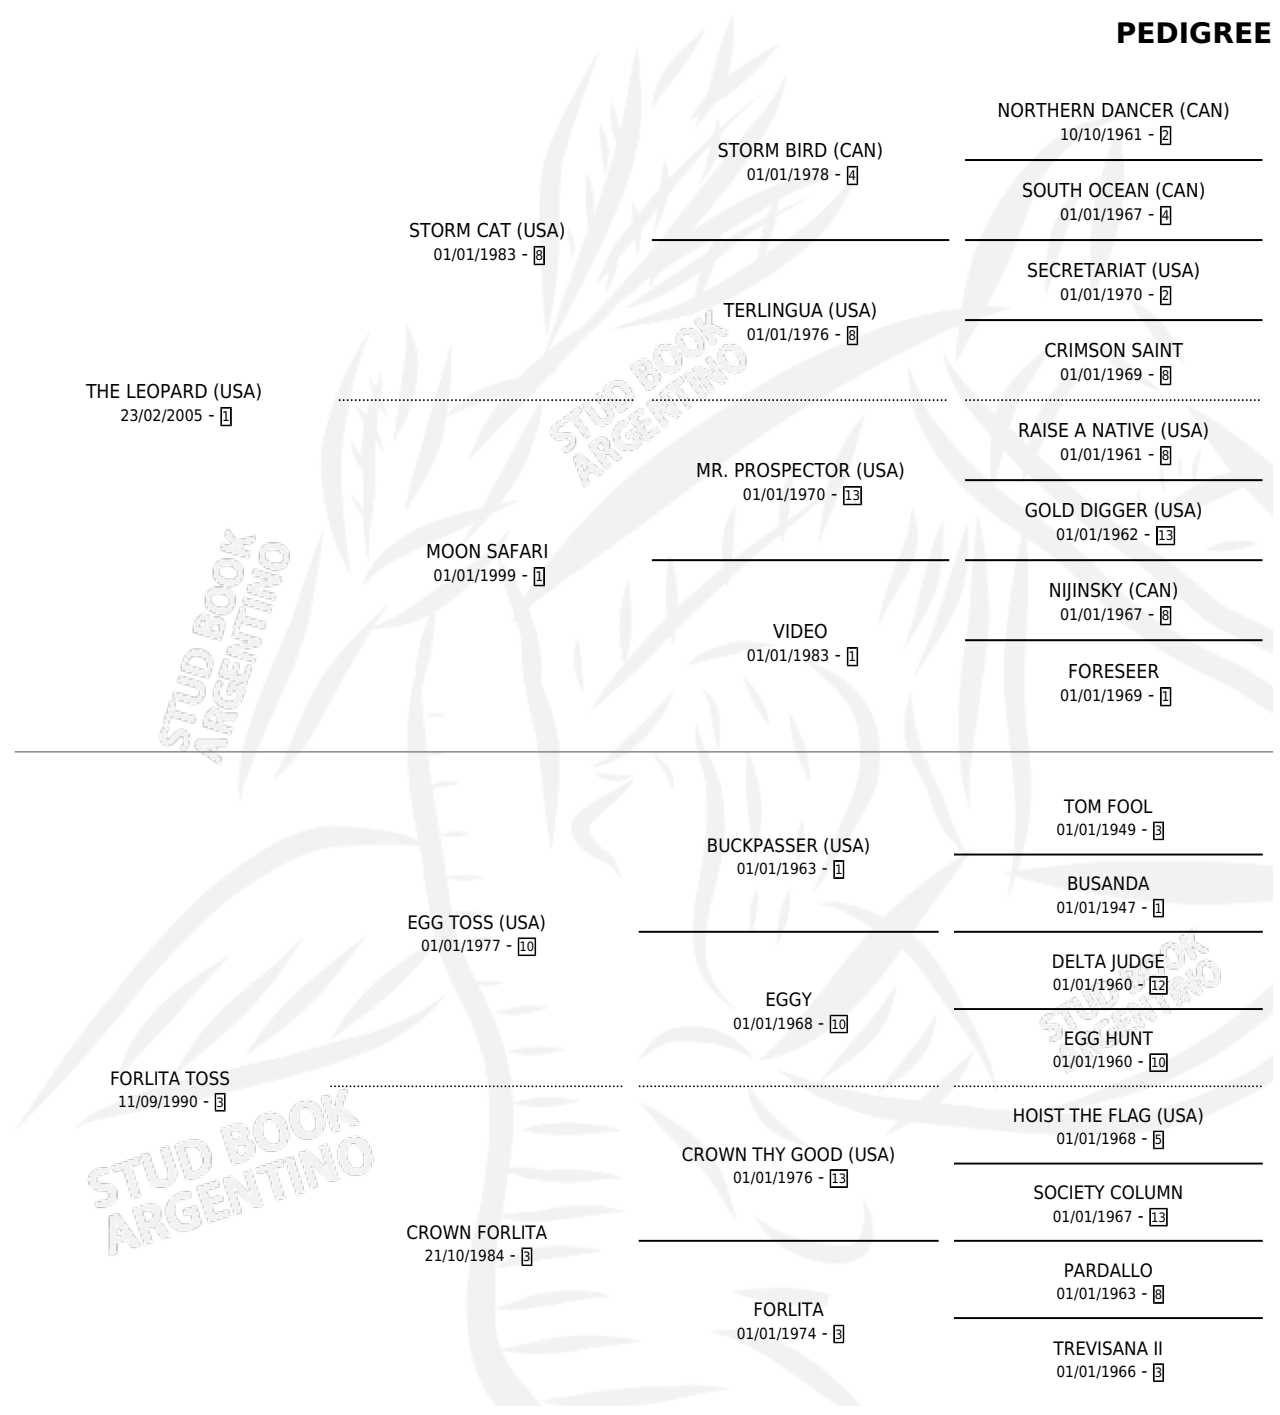 PEDIGREE
THE LEOPARD (USA)
23/02/2005 - 1
STORM CAT (USA)
01/01/1983 - 8
STORM BIRD (CAN)
01/01/1978 - 4
NORTHERN DANCER (CAN)
10/10/1961 - 2
SOUTH OCEAN (CAN)
01/01/1967 - 4
TERLINGUA (USA)
01/01/1976 - 8
SECRETARIAT (USA)
01/01/1970 - 2
CRIMSON SAINT
01/01/1969 - 8
MOON SAFARI
01/01/1999 - 1
MR. PROSPECTOR (USA)
01/01/1970 - 13
RAISE A NATIVE (USA)
01/01/1961 - 8
GOLD DIGGER (USA)
01/01/1962 - 13
VIDEO
01/01/1983 - 1
NIJINSKY (CAN)
01/01/1967 - 8
FORESEER
01/01/1969 - 1
FORLITA TOSS
11/09/1990 - 3
EGG TOSS (USA)
01/01/1977 - 10
BUCKPASSER (USA)
01/01/1963 - 1
TOM FOOL
01/01/1949 - 3
BUSANDA
01/01/1947 - 1
EGGY
01/01/1968 - 10
DELTA JUDGE
01/01/1960 - 12
EGG HUNT
01/01/1960 - 10
CROWN FORLITA
21/10/1984 - 3
CROWN THY GOOD (USA)
01/01/1976 - 13
HOIST THE FLAG (USA)
01/01/1968 - 5
SOCIETY COLUMN
01/01/1967 - 13
FORLITA
01/01/1974 - 3
PARDALLO
01/01/1963 - 8
TREVISANA II
01/01/1966 - 3
STUD BOOK
ARGENTINO
STUD BOOK
ARGENTINO
STUD BOOK
ARGENTINO
STUD BOOK
ARGENTINO